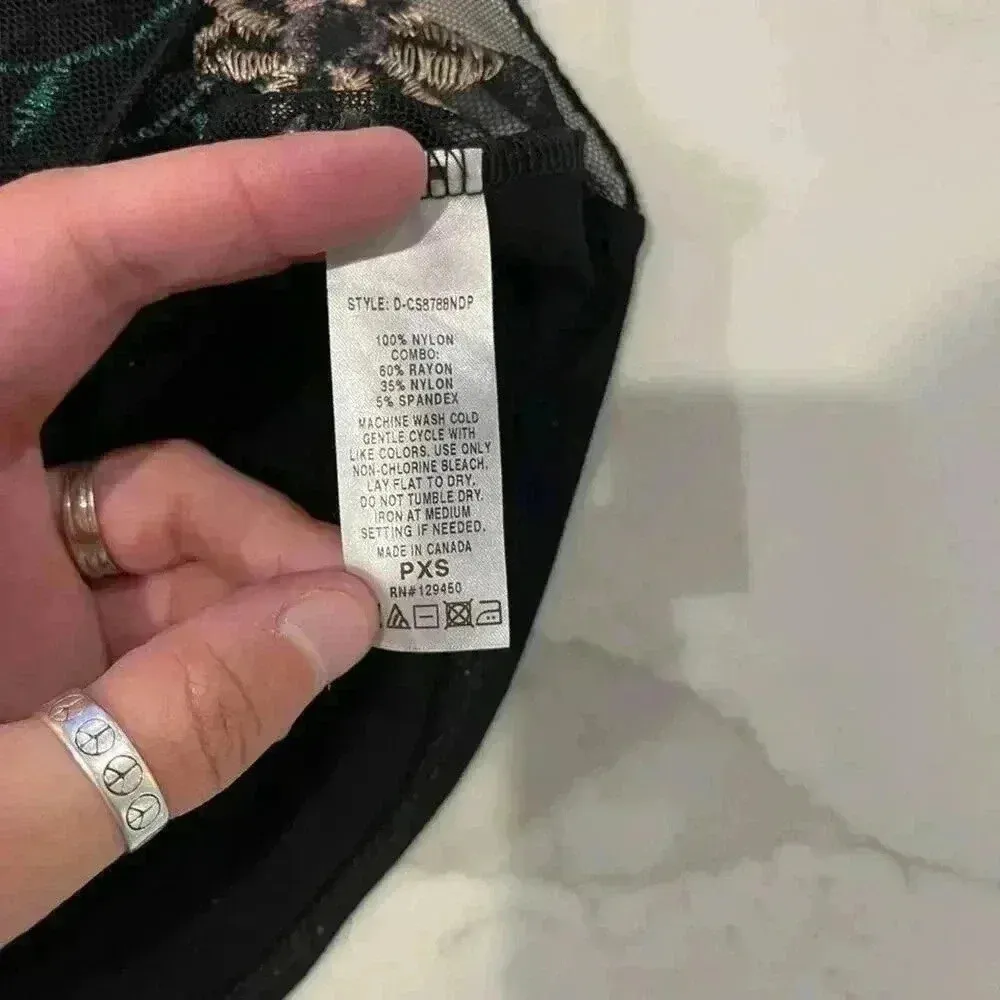 STYLE: D-CS8788NDP
100% NYLON
COMBO:
60% RAYON
35% NYLON
5% SPANDEX
MACHINE WASH COLD
GENTLE CYCLE WITH
LIKE COLORS. USE ONLY
NON-CHLORINE BLEACH.
LAY FLAT TO DRY.
DO NOT TUMBLE DRY.
IRON AT MEDIUM
SETTING IF NEEDED.
MADE IN CANADA
PXS
RN#129450